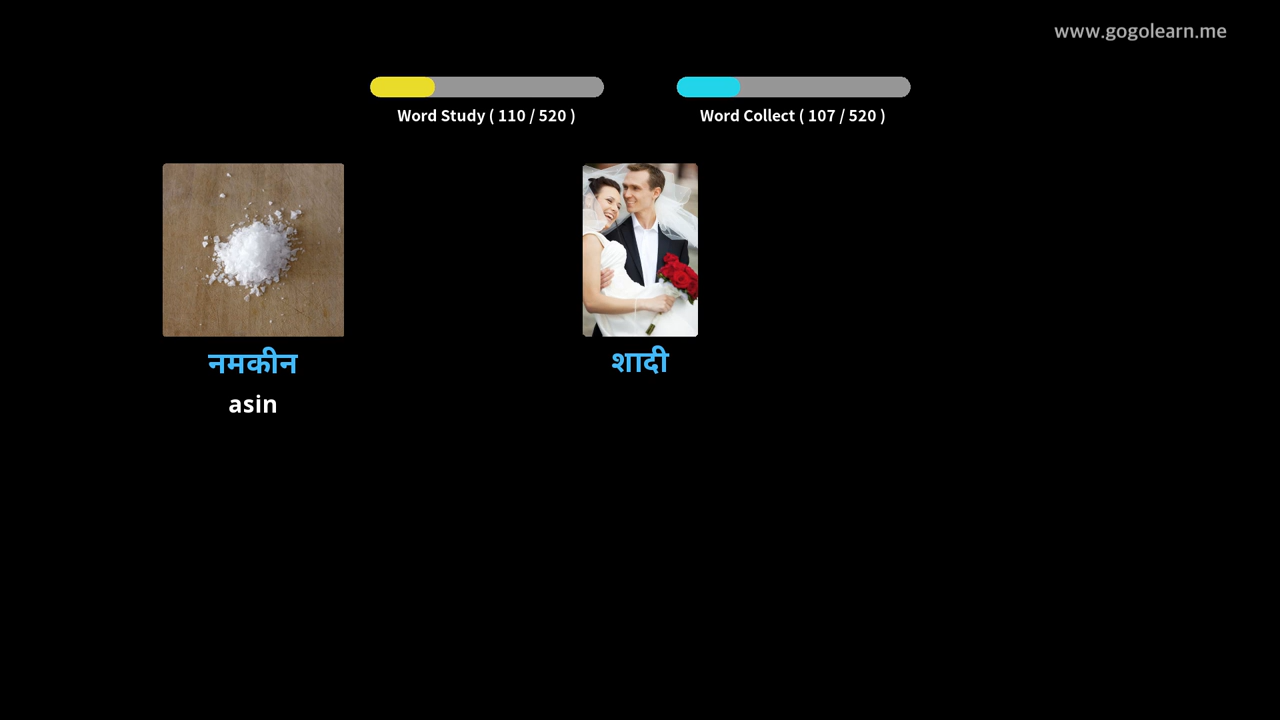 www.gogolearn.me
Word Study ( 110 / 520 )
Word Collect ( 107 / 520 )
नमकीन
शादी
asin